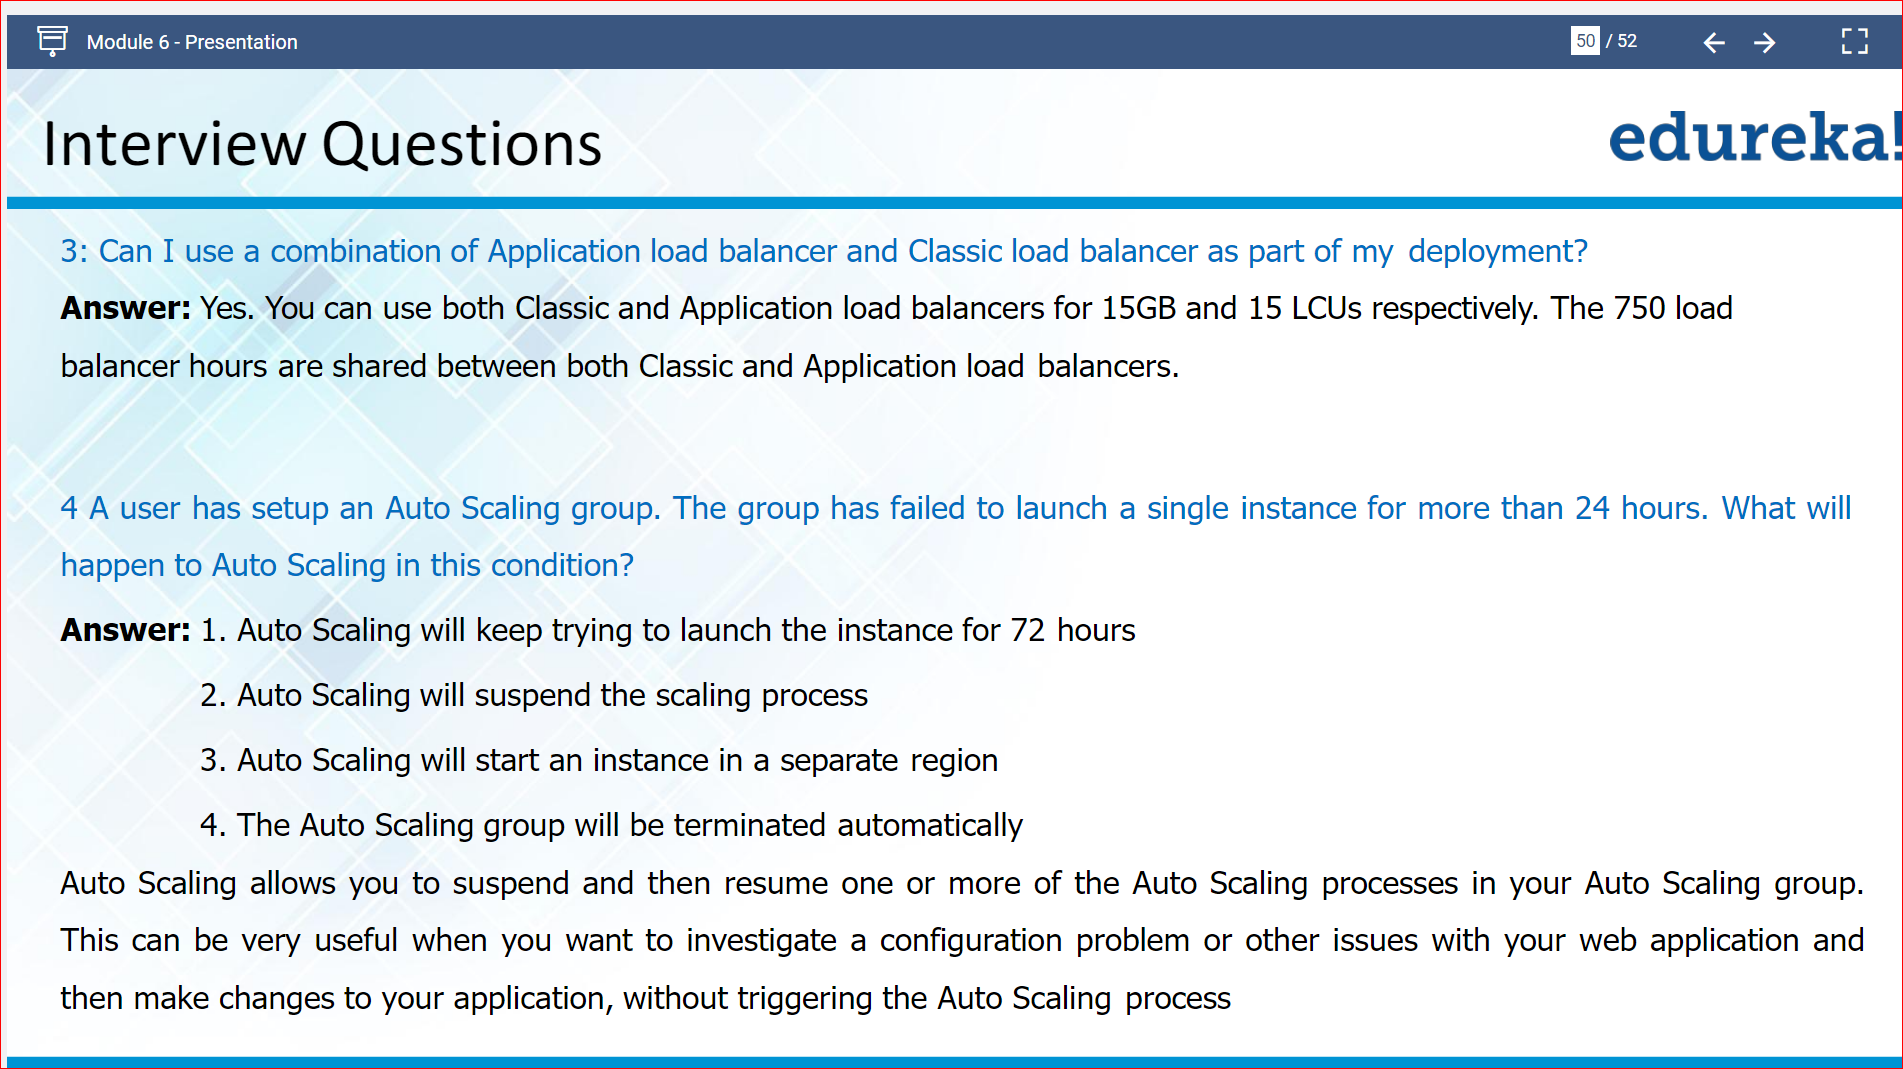 Module 6 - Presentation
50 / 52
Interview Questions
edureka!
3: Can I use a combination of Application load balancer and Classic load balancer as part of my deployment?
Answer: Yes. You can use both Classic and Application load balancers for 15GB and 15 LCUs respectively. The 750 load
balancer hours are shared between both Classic and Application load balancers.
4 A user has setup an Auto Scaling group. The group has failed to launch a single instance for more than 24 hours. What will
happen to Auto Scaling in this condition?
Answer: 1. Auto Scaling will keep trying to launch the instance for 72 hours
2. Auto Scaling will suspend the scaling process
3. Auto Scaling will start an instance in a separate region
4. The Auto Scaling group will be terminated automatically
Auto Scaling allows you to suspend and then resume one or more of the Auto Scaling processes in your Auto Scaling group.
This can be very useful when you want to investigate a configuration problem or other issues with your web application and
then make changes to your application, without triggering the Auto Scaling process